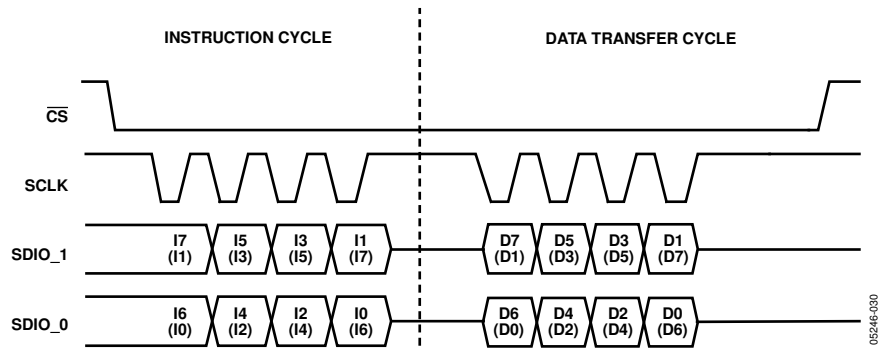 INSTRUCTION CYCLE DATA TRANSFER CYCLE
CS
SCLK
SDIO_1 I7 I5 I3 I1 D7 D5 D3 D1
(I1) (I3) (I5) (I7) (D1) (D3) (D5) (D7)
SDIO_0 I6 I4 I2 I0 D6 D4 D2 D0
(I0) (I2) (I4) (I6) (D0) (D2) (D4) (D6)
05246-030